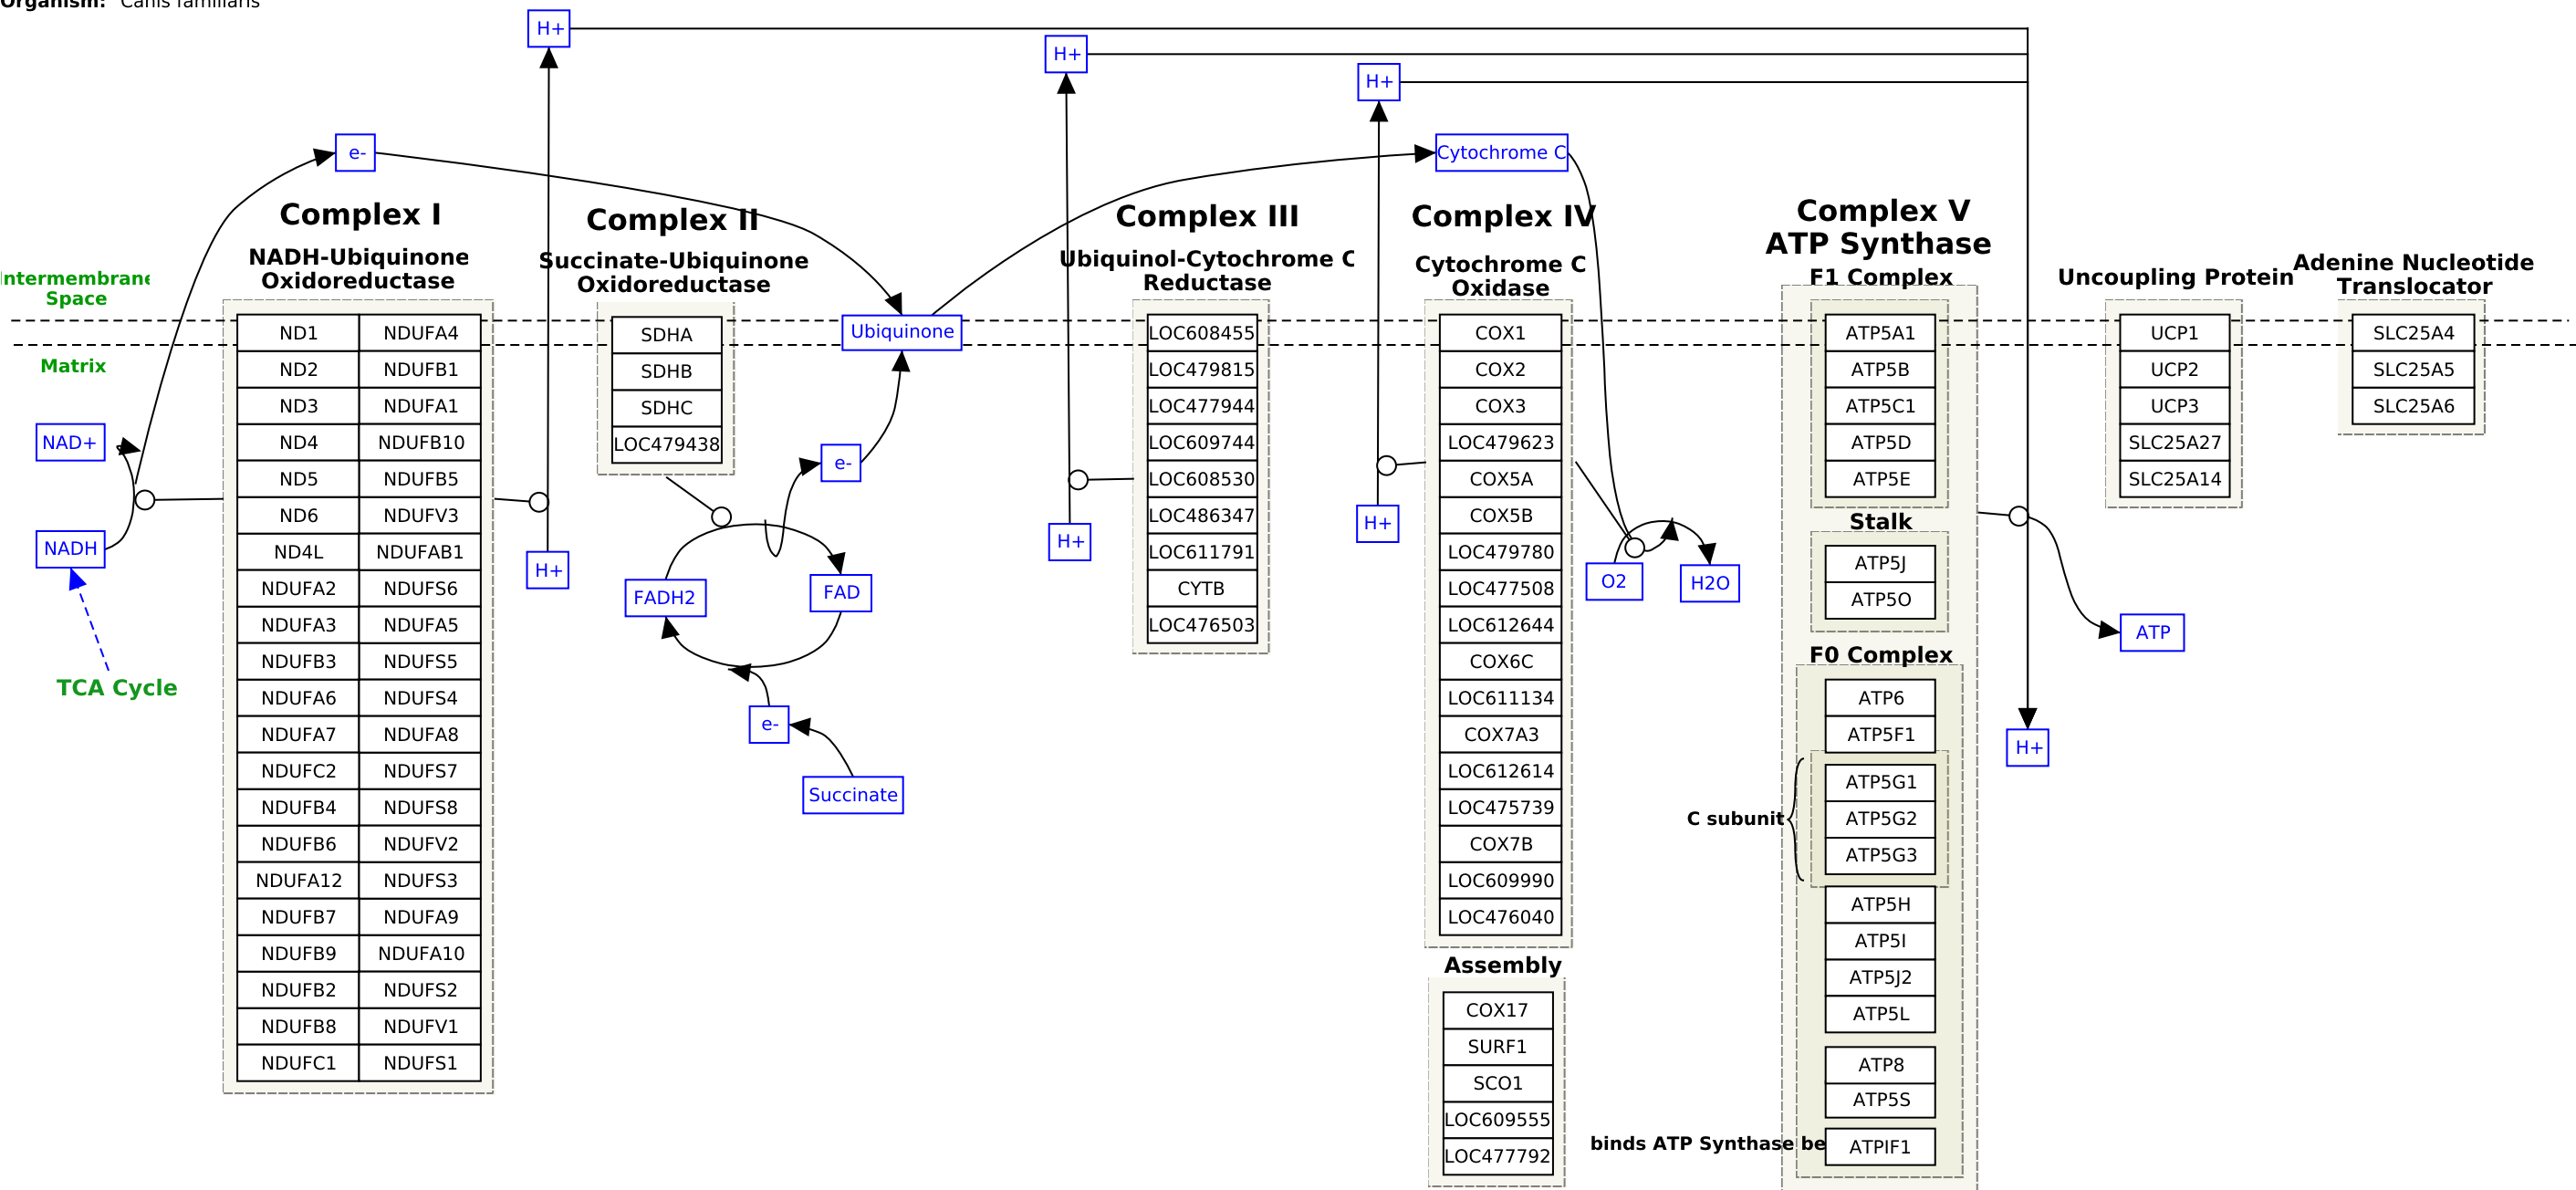 Organism: Canis familiaris
H+
H+
H+
e-
Cytochrome C
Complex I
NADH-Ubiquinone
Oxidoreductase
Complex II
Succinate-Ubiquinone
Oxidoreductase
Complex III
Ubiquinol-Cytochrome C
Reductase
Complex IV
Cytochrome C
Oxidase
Complex V
ATP Synthase
F1 Complex
Uncoupling Protein
Adenine Nucleotide
Translocator
Intermembrane
Space
Matrix
NAD+
NADH
TCA Cycle
ND1 NDUFA4
ND2 NDUFB1
ND3 NDUFA1
ND4 NDUFB10
ND5 NDUFB5
ND6 NDUFV3
ND4L NDUFAB1
NDUFA2 NDUFS6
NDUFA3 NDUFA5
NDUFB3 NDUFS5
NDUFA6 NDUFS4
NDUFA7 NDUFA8
NDUFC2 NDUFS7
NDUFB4 NDUFS8
NDUFB6 NDUFV2
NDUFA12 NDUFS3
NDUFB7 NDUFA9
NDUFB9 NDUFA10
NDUFB2 NDUFS2
NDUFB8 NDUFV1
NDUFC1 NDUFS1
H+
SDHA
SDHB
SDHC
LOC479438
Ubiquinone
e-
FADH2
FAD
e-
Succinate
H+
LOC608455
LOC479815
LOC477944
LOC609744
LOC608530
LOC486347
LOC611791
CYTB
LOC476503
H+
COX1
COX2
COX3
LOC479623
COX5A
COX5B
LOC479780
LOC477508
LOC612644
COX6C
LOC611134
COX7A3
LOC612614
LOC475739
COX7B
LOC609990
LOC476040
Assembly
COX17
SURF1
SCO1
LOC609555
LOC477792
O2
H2O
ATP5A1
ATP5B
ATP5C1
ATP5D
ATP5E
Stalk
ATP5J
ATP5O
F0 Complex
ATP6
ATP5F1
C subunit
ATP5G1
ATP5G2
ATP5G3
ATP5H
ATP5I
ATP5J2
ATP5L
ATP8
ATP5S
binds ATP Synthase be
ATPIF1
ATP
H+
UCP1
UCP2
UCP3
SLC25A27
SLC25A14
SLC25A4
SLC25A5
SLC25A6